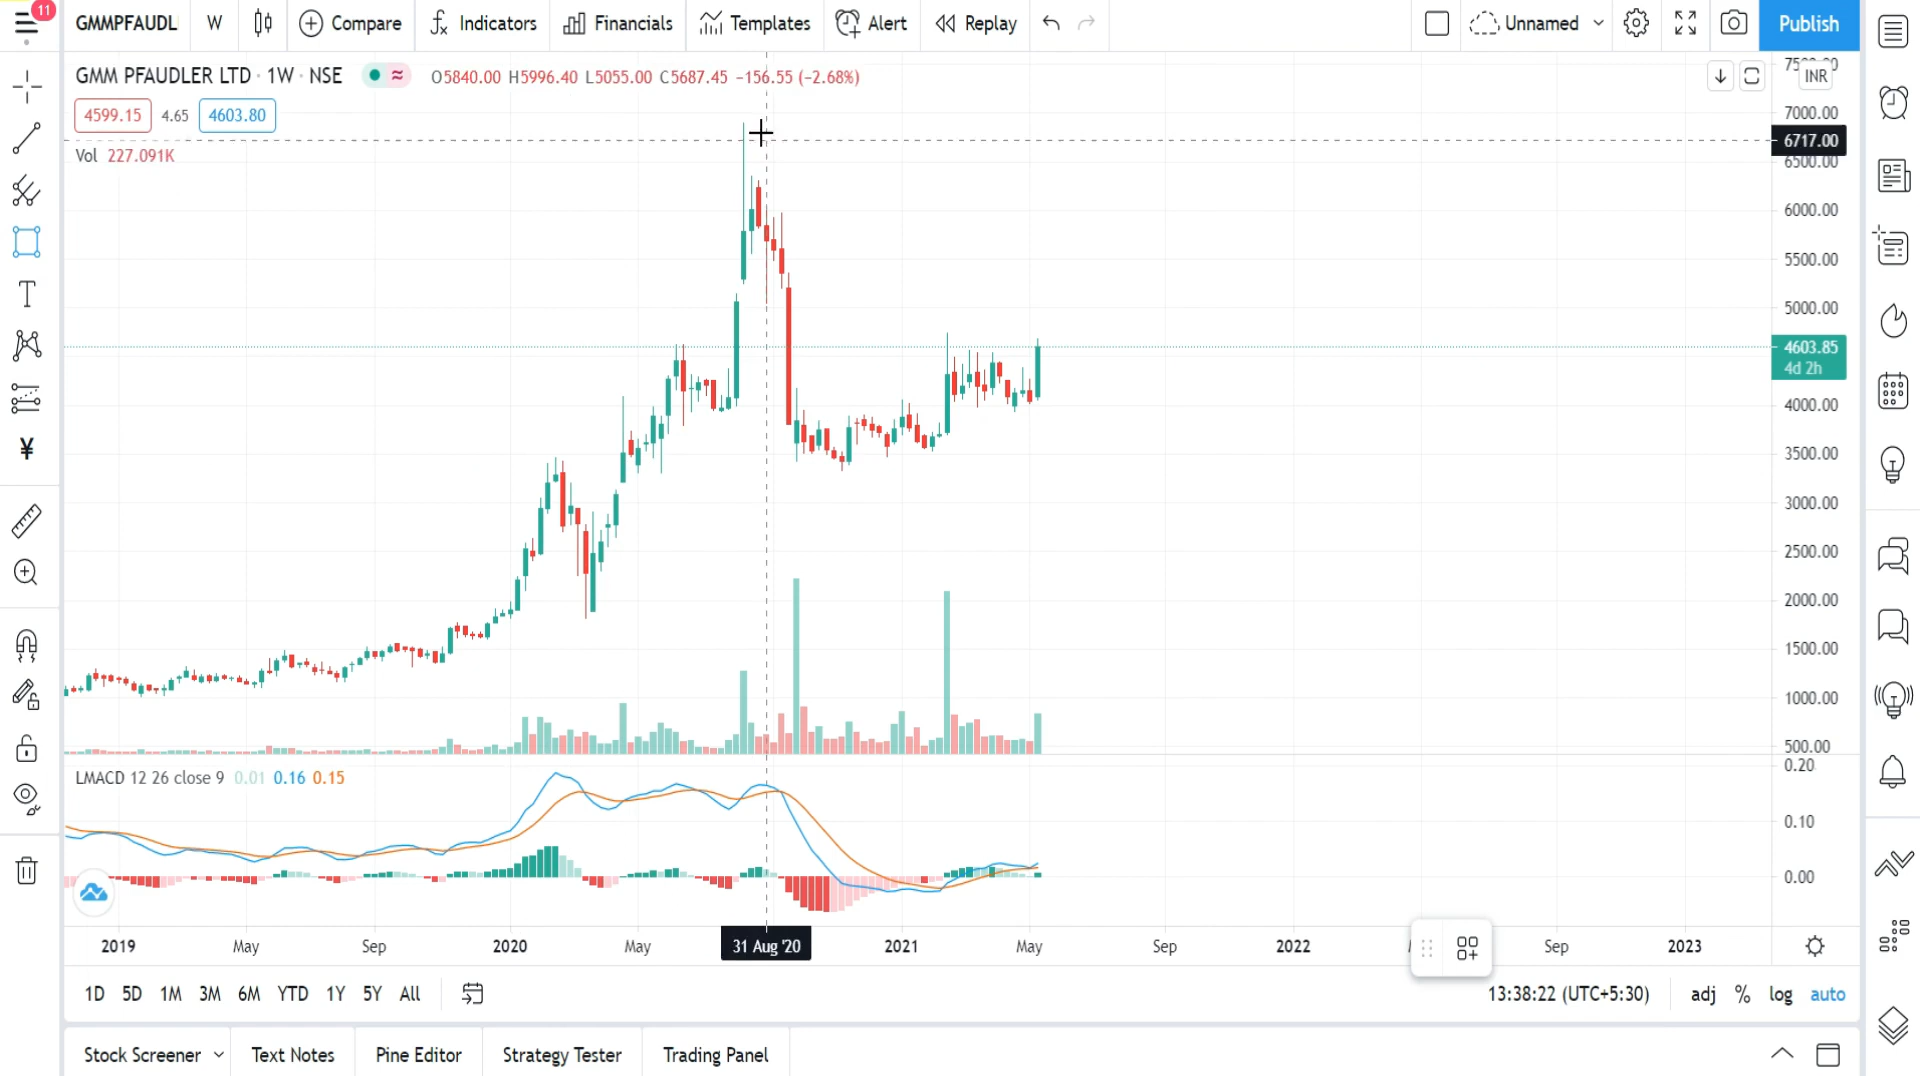 11
GMMPFAUDL W Compare Indicators Financials Templates Alert Replay Unnamed Publish
GMM PFAUDLER LTD · 1W · NSE O5840.00 H5996.40 L5055.00 C5687.45 −156.55 (−2.68%)
INR
4599.15 4.65 4603.80
Vol 227.091K
7000.00
6717.00
6500.00
6000.00
5500.00
5000.00
4603.85
4d 2h
4000.00
3500.00
3000.00
2500.00
2000.00
1500.00
1000.00
500.00
LMACD 12 26 close 9 0.01 0.16 0.15
0.20
0.10
0.00
2019 May Sep 2020 May 31 Aug '20 2021 May Sep 2022 Sep 2023
1D 5D 1M 3M 6M YTD 1Y 5Y All 13:38:22 (UTC+5:30) adj % log auto
Stock Screener Text Notes Pine Editor Strategy Tester Trading Panel